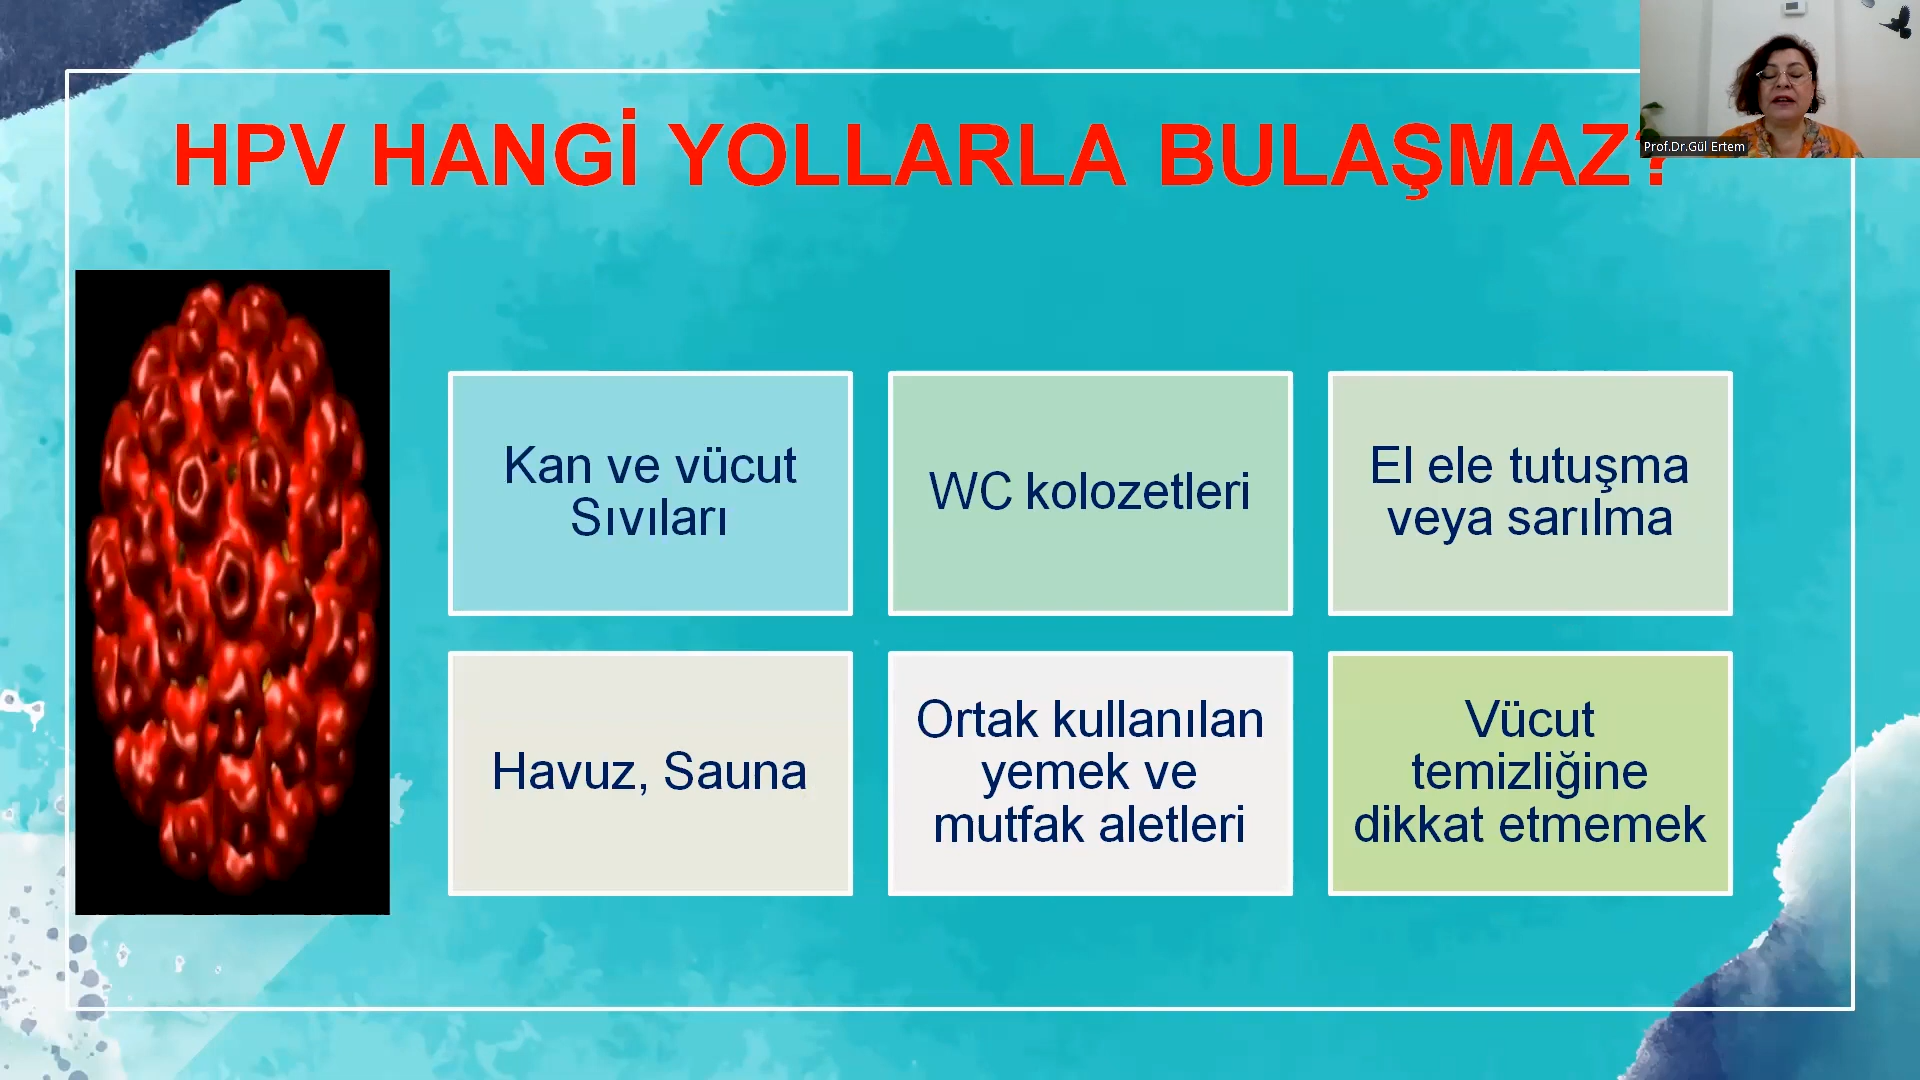 HPV HANGİ YOLLARLA BULAŞMAZ?
Prof.Dr.Gül Ertem
Kan ve vücut
Sıvıları
WC kolozetleri
El ele tutuşma
veya sarılma
Havuz, Sauna
Ortak kullanılan
yemek ve
mutfak aletleri
Vücut
temizliğine
dikkat etmemek